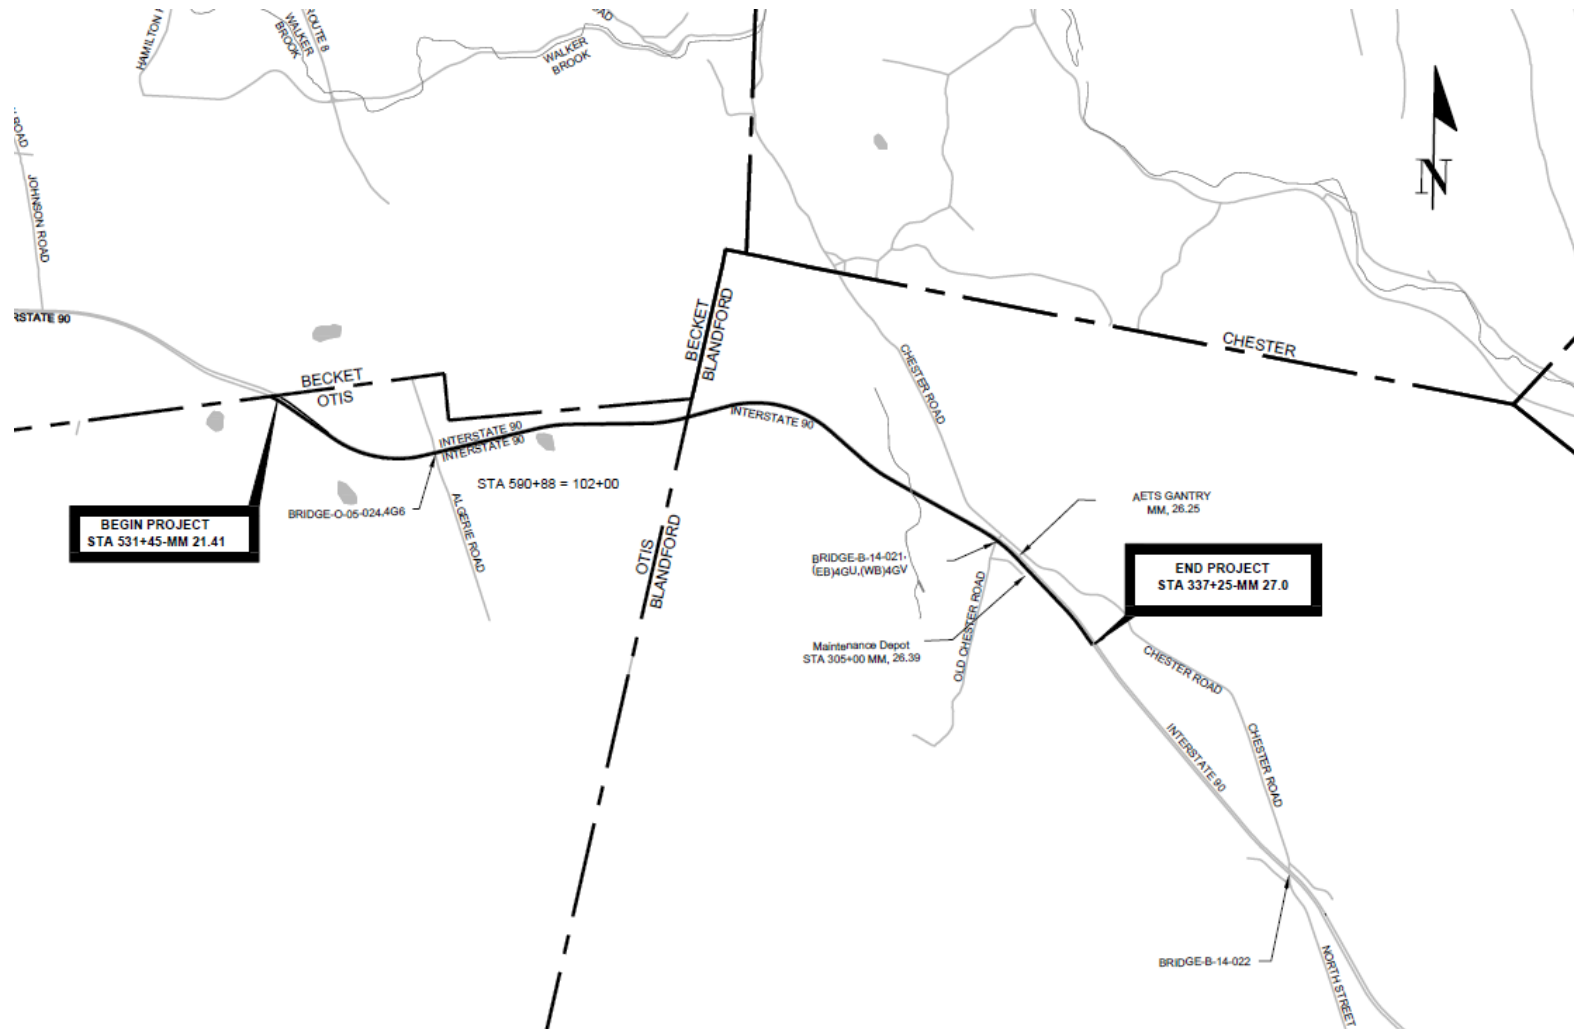 HAMILTON
ROUTE 8
WALKER
BROOK
WALKER
BROOK
ROAD
JOHNSON ROAD
RSTATE 90
BECKET
OTIS
BECKET
BLANDFORD
CHESTER
N
CHESTER ROAD
INTERSTATE 90
INTERSTATE 90
INTERSTATE 90
STA 590+88 = 102+00
BRIDGE-O-05-024.4G6
ALGERIE ROAD
BEGIN PROJECT
STA 531+45-MM 21.41
OTIS
BLANDFORD
AETS GANTRY
MM, 26.25
BRIDGE-B-14-021,
(EB)4GU,(WB)4GV
END PROJECT
STA 337+25-MM 27.0
OLD CHESTER ROAD
Maintenance Depot
STA 305+00 MM, 26.39
CHESTER ROAD
INTERSTATE 90
CHESTER ROAD
BRIDGE-B-14-022
NORTH STREET